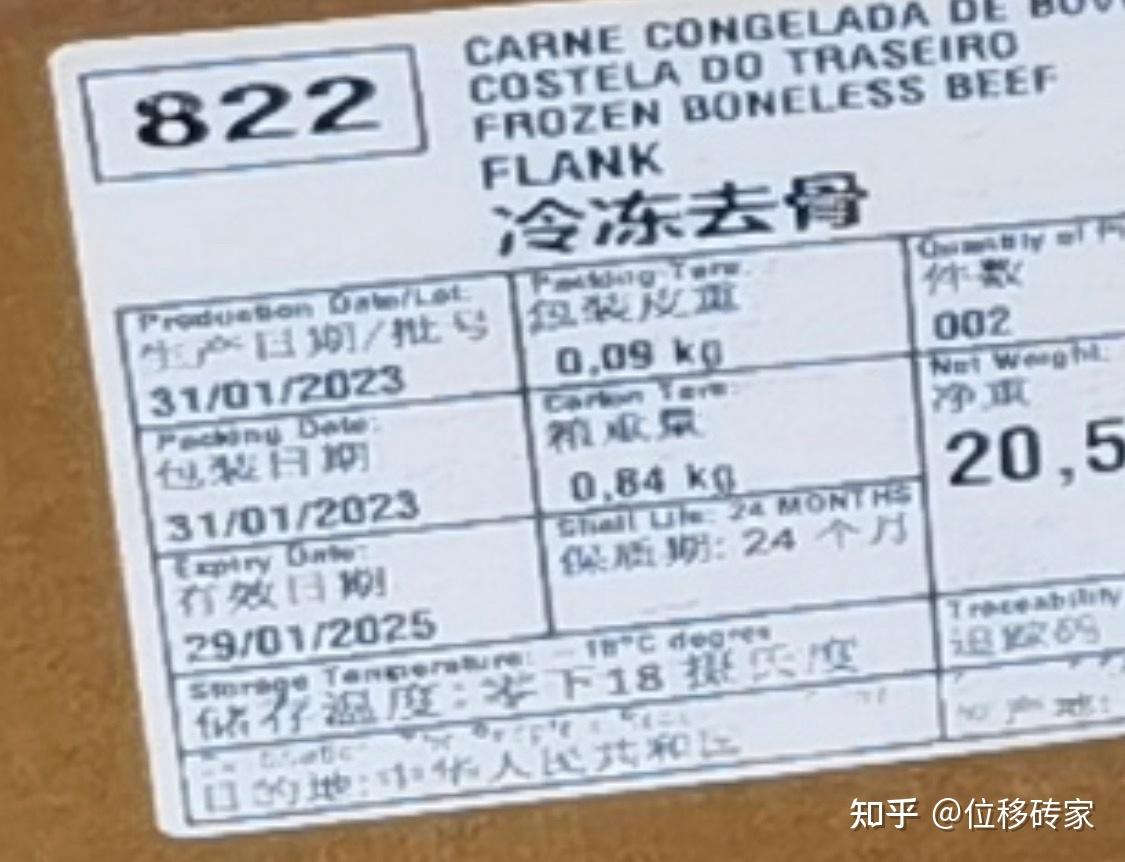 822
CARNE CONGELADA DE
COSTELA DO TRASEIRO
FROZEN BONELESS BEEF
FLANK
冷冻去骨
Production Date/Lot:
生产日期/批号
31/01/2023
Packing Tare:
包装皮重
0,09 kg
Quantity of
件数
002
Packing Date:
包装日期
31/01/2023
Carton Tare:
箱重量
0,84 kg
Net Weight:
净重
20,5
Expiry Date:
有效日期
29/01/2025
Shelf Life: 24 MONTHS
保质期: 24 个月
Storage Temperature: -18°C degres
储存温度:零下18 摄氏度
Traceability
追踪码
产地:
目的地:中华人民共和国
知乎 @位移砖家